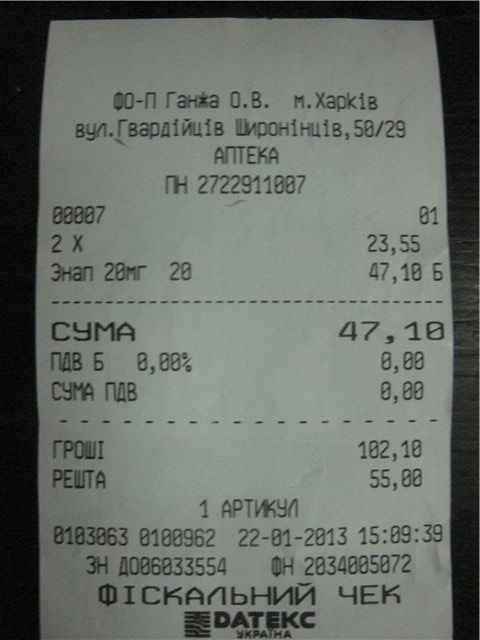 ФО-П Ганжа О.В. м.Харків
вул.Гвардійців Широнінців,50/29
АПТЕКА
ПН 2722911007
00007 01
2 X 23,55
Энап 20мг 20 47,10 Б
СУМА 47,10
ПДВ Б 0,00% 0,00
СУМА ПДВ 0,00
ГРОШІ 102,10
РЕШТА 55,00
1 АРТИКУЛ
0103063 0100962 22-01-2013 15:09:39
ЗН ДО06033554 ФН 2034005072
ФІСКАЛЬНИЙ ЧЕК
DATEКС
УКРАЇНА